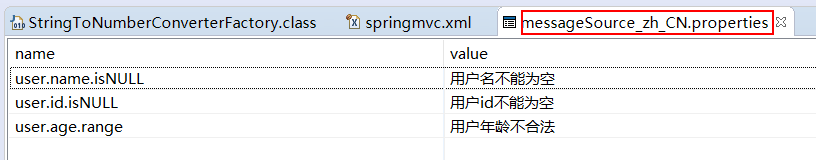 StringToNumberConverterFactory.class springmvc.xml messageSource_zh_CN.properties
name value
user.name.isNULL 用户名不能为空
user.id.isNULL 用户id不能为空
user.age.range 用户年龄不合法